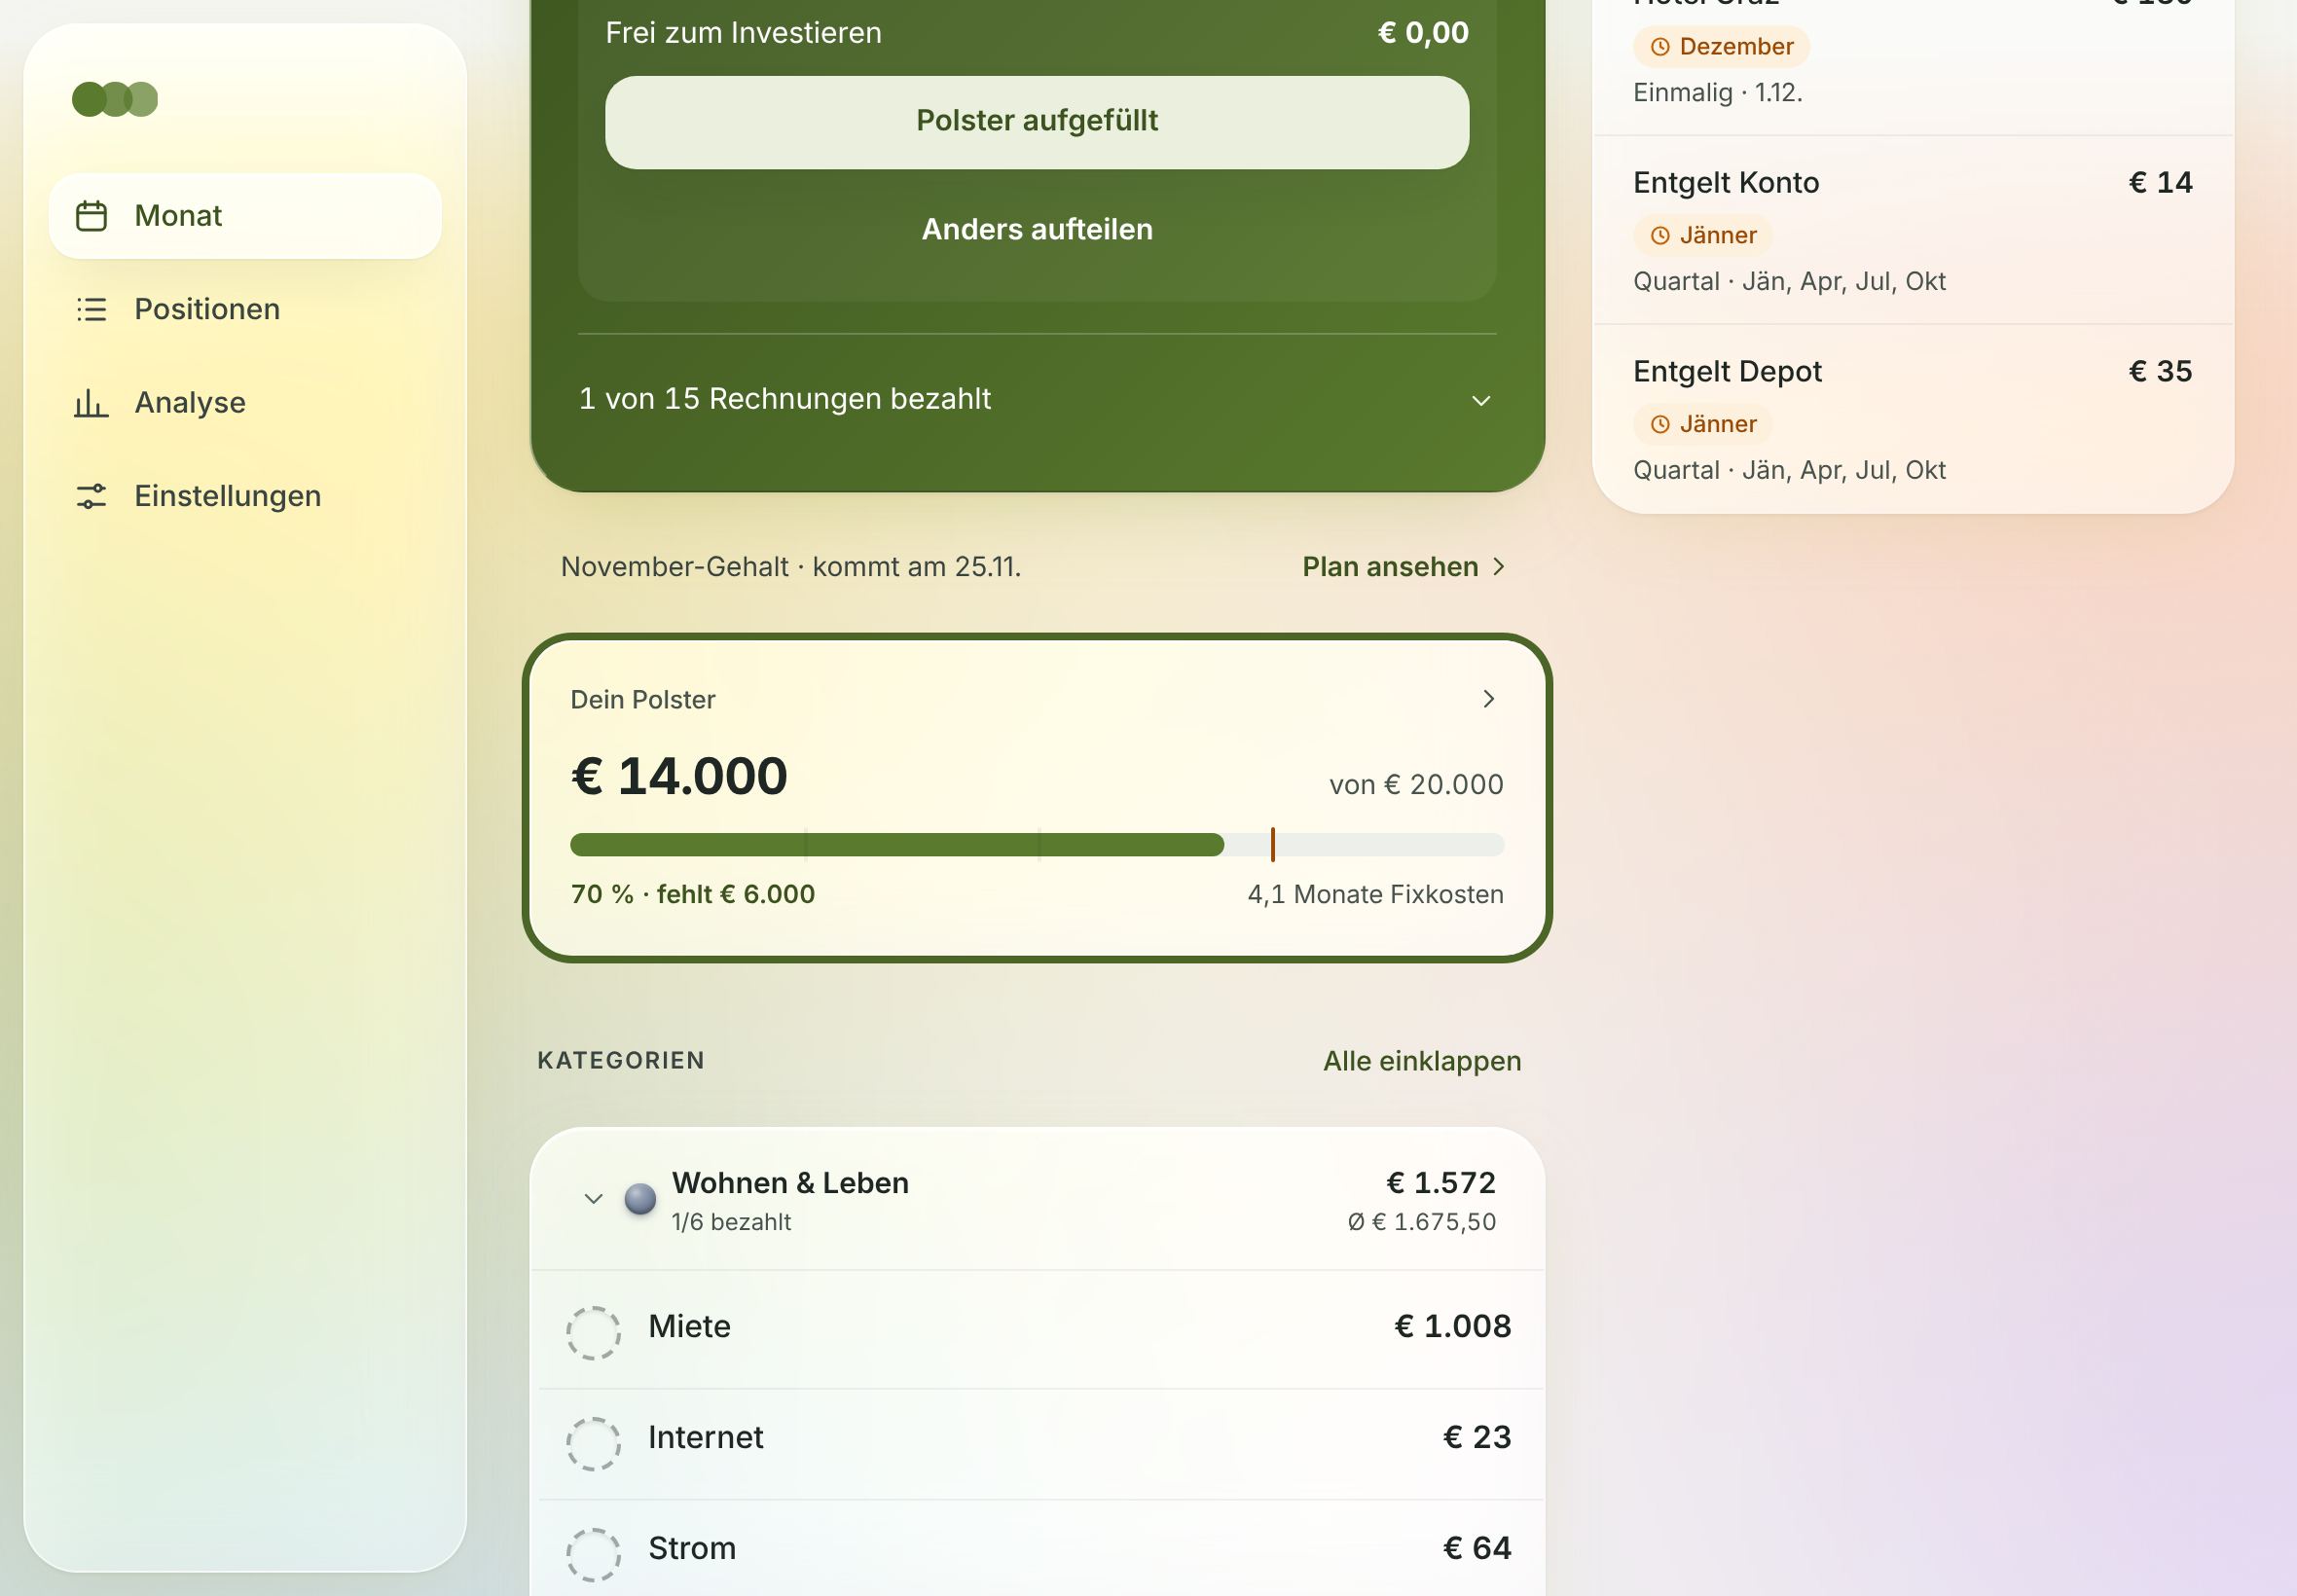 Monat
Positionen
Analyse
Einstellungen
Frei zum Investieren € 0,00
Polster aufgefüllt
Anders aufteilen
1 von 15 Rechnungen bezahlt
November-Gehalt · kommt am 25.11. Plan ansehen
Dein Polster
€ 14.000 von € 20.000
70 % · fehlt € 6.000 4,1 Monate Fixkosten
KATEGORIEN Alle einklappen
Wohnen & Leben € 1.572
1/6 bezahlt Ø € 1.675,50
Miete € 1.008
Internet € 23
Strom € 64
Dezember
Einmalig · 1.12.
Entgelt Konto € 14
Jänner
Quartal · Jän, Apr, Jul, Okt
Entgelt Depot € 35
Jänner
Quartal · Jän, Apr, Jul, Okt